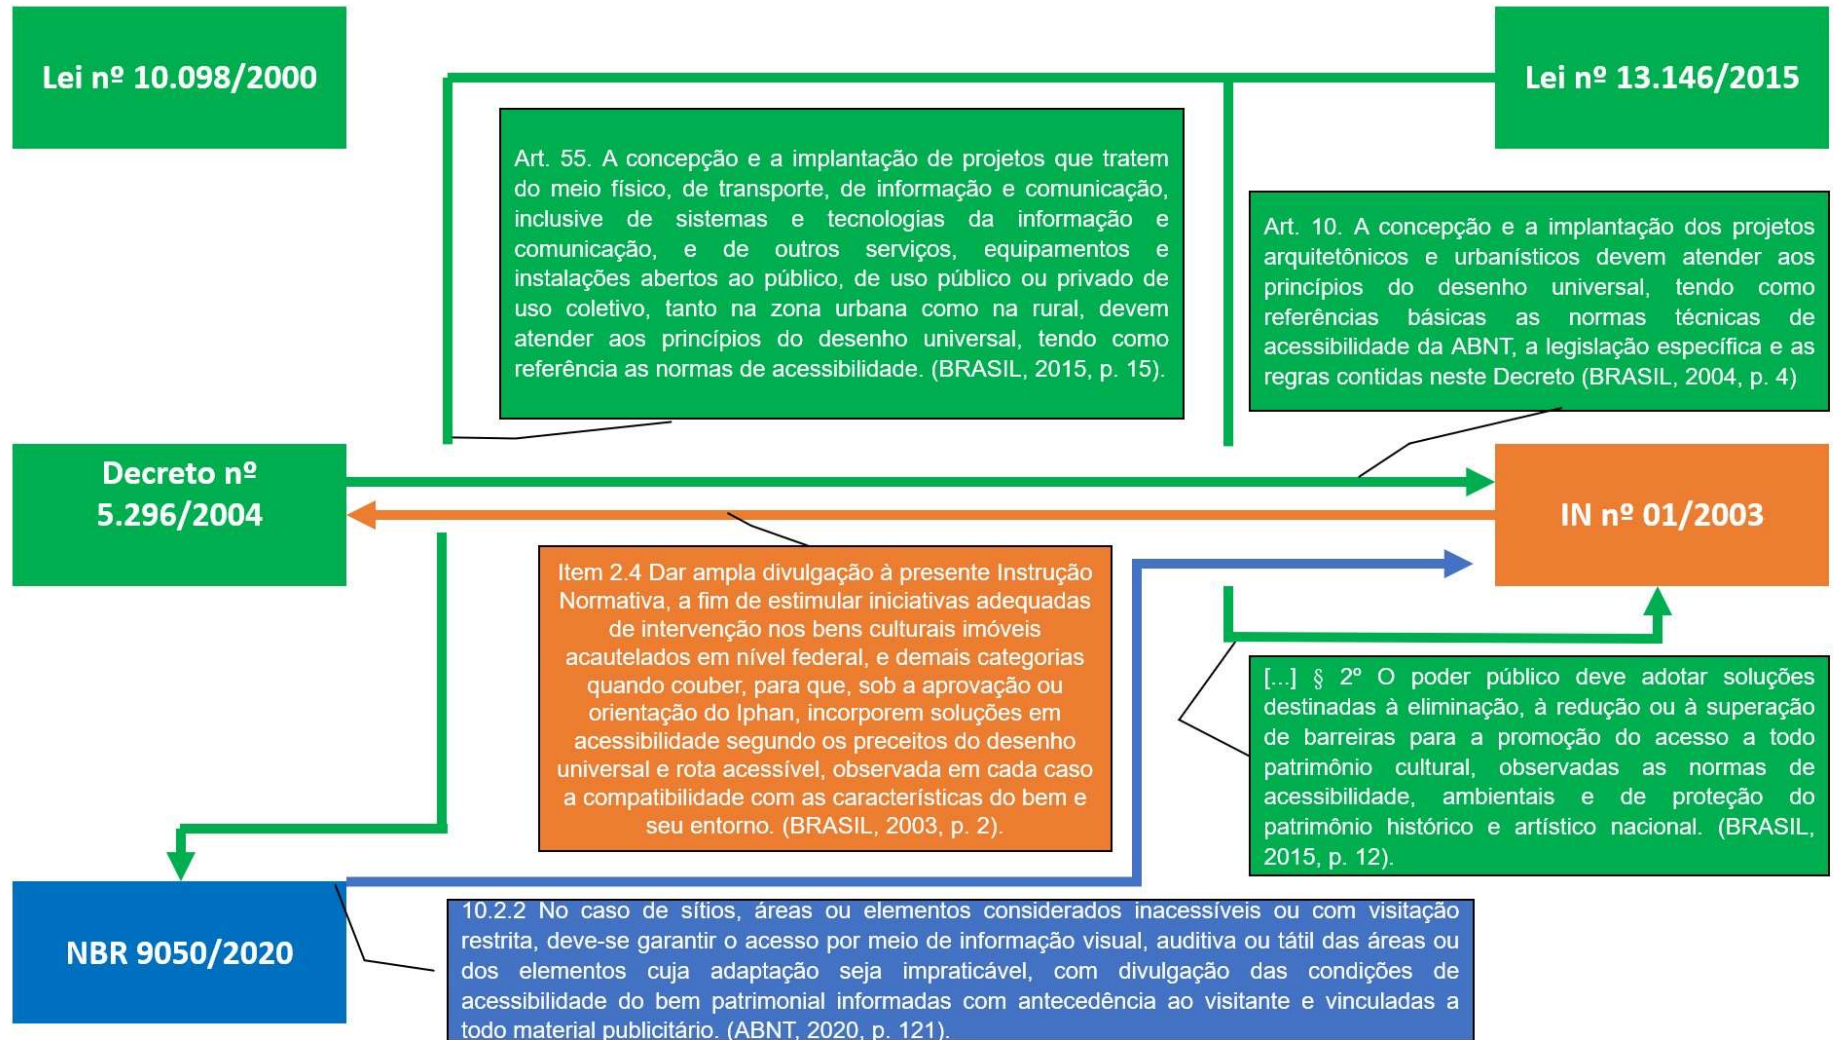 Lei nº 10.098/2000
Lei nº 13.146/2015
Art. 55. A concepção e a implantação de projetos que tratem
do meio físico, de transporte, de informação e comunicação,
inclusive de sistemas e tecnologias da informação e
comunicação, e de outros serviços, equipamentos e
instalações abertos ao público, de uso público ou privado de
uso coletivo, tanto na zona urbana como na rural, devem
atender aos princípios do desenho universal, tendo como
referência as normas de acessibilidade. (BRASIL, 2015, p. 15).
Art. 10. A concepção e a implantação dos projetos
arquitetônicos e urbanísticos devem atender aos
princípios do desenho universal, tendo como
referências básicas as normas técnicas de
acessibilidade da ABNT, a legislação específica e as
regras contidas neste Decreto (BRASIL, 2004, p. 4)
Decreto nº
5.296/2004
IN nº 01/2003
Item 2.4 Dar ampla divulgação à presente Instrução
Normativa, a fim de estimular iniciativas adequadas
de intervenção nos bens culturais imóveis
acautelados em nível federal, e demais categorias
quando couber, para que, sob a aprovação ou
orientação do Iphan, incorporem soluções em
acessibilidade segundo os preceitos do desenho
universal e rota acessível, observada em cada caso
a compatibilidade com as características do bem e
seu entorno. (BRASIL, 2003, p. 2).
[...] § 2º O poder público deve adotar soluções
destinadas à eliminação, à redução ou à superação
de barreiras para a promoção do acesso a todo
patrimônio cultural, observadas as normas de
acessibilidade, ambientais e de proteção do
patrimônio histórico e artístico nacional. (BRASIL,
2015, p. 12).
NBR 9050/2020
10.2.2 No caso de sítios, áreas ou elementos considerados inacessíveis ou com visitação
restrita, deve-se garantir o acesso por meio de informação visual, auditiva ou tátil das áreas ou
dos elementos cuja adaptação seja impraticável, com divulgação das condições de
acessibilidade do bem patrimonial informadas com antecedência ao visitante e vinculadas a
todo material publicitário. (ABNT, 2020, p. 121).